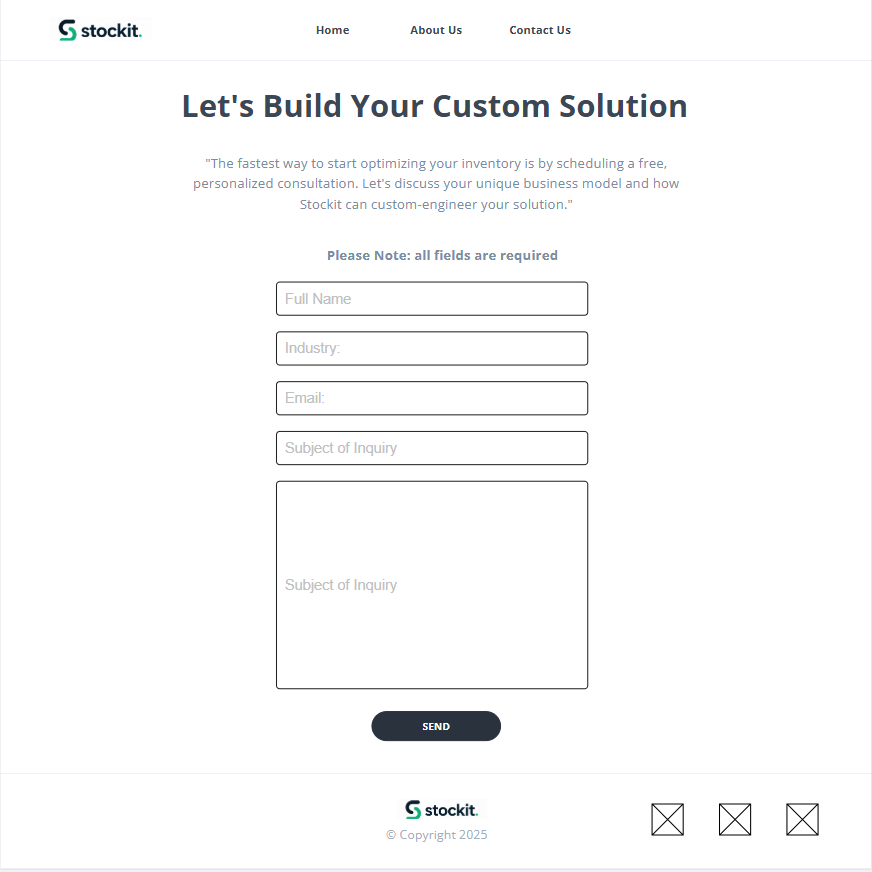 stockit.
Home About Us Contact Us
Let's Build Your Custom Solution
"The fastest way to start optimizing your inventory is by scheduling a free,
personalized consultation. Let's discuss your unique business model and how
Stockit can custom-engineer your solution."
Please Note: all fields are required
Full Name
Industry:
Email:
Subject of Inquiry
Subject of Inquiry
SEND
stockit.
© Copyright 2025